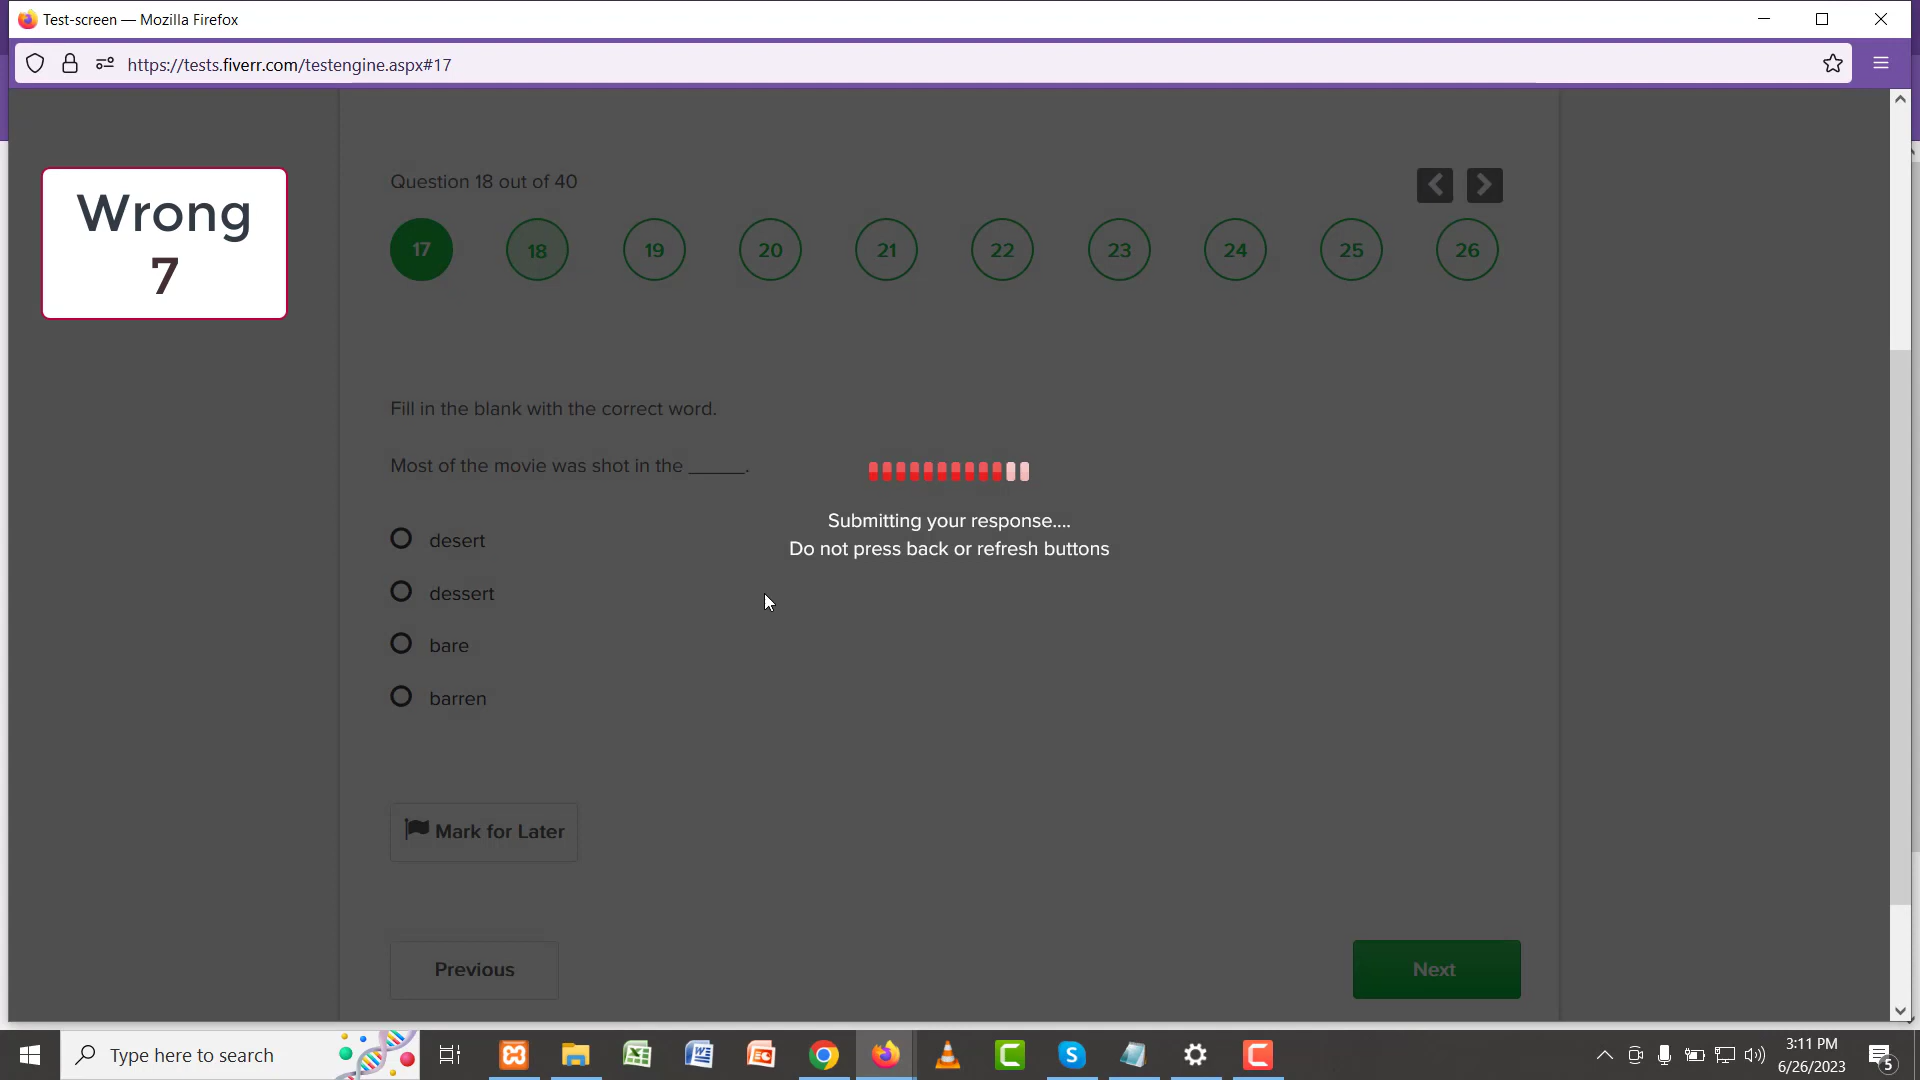 Test-screen — Mozilla Firefox
https://tests.fiverr.com/testengine.aspx#17
Wrong
7
Question 18 out of 40
17 18 19 20 21 22 23 24 25 26
Fill in the blank with the correct word.
Most of the movie was shot in the _____.
Submitting your response....
Do not press back or refresh buttons
desert
dessert
bare
barren
Mark for Later
Previous
Next
Type here to search
3:11 PM
6/26/2023
5